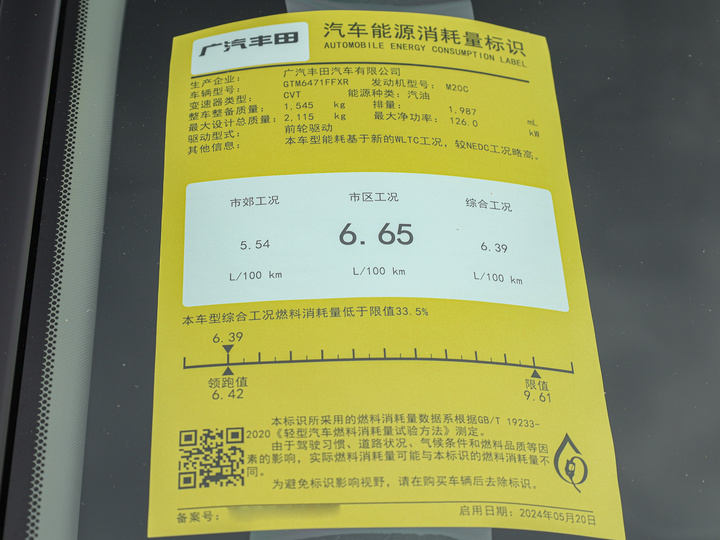 广汽丰田
汽车能源消耗量标识
AUTOMOBILE ENERGY CONSUMPTION LABEL
生产企业： 广汽丰田汽车有限公司
车辆型号： GTM6471FFXR 发动机型号： M20C
变速器类型： CVT 能源种类：汽油
整车整备质量： 1,545 kg 排量： 1,987 mL
最大设计总质量： 2,115 kg 最大净功率： 126.0 kW
驱动型式： 前轮驱动
其他信息： 本车型能耗基于新的WLTC工况，较NEDC工况略高。
市郊工况 市区工况 综合工况
5.54 6.65 6.39
L/100 km L/100 km L/100 km
本车型综合工况燃料消耗量低于限值33.5%
6.39
领跑值 限值
6.42 9.61
本标识所采用的燃料消耗量数据系根据GB/T 19233-
2020《轻型汽车燃料消耗量试验方法》测定。
由于驾驶习惯、道路状况、气候条件和燃料品质等因
素的影响，实际燃料消耗量可能与本标识的燃料消耗量不
同。
为避免标识影响视野，请在购买车辆后去除标识。
备案号：
启用日期：2024年05月20日